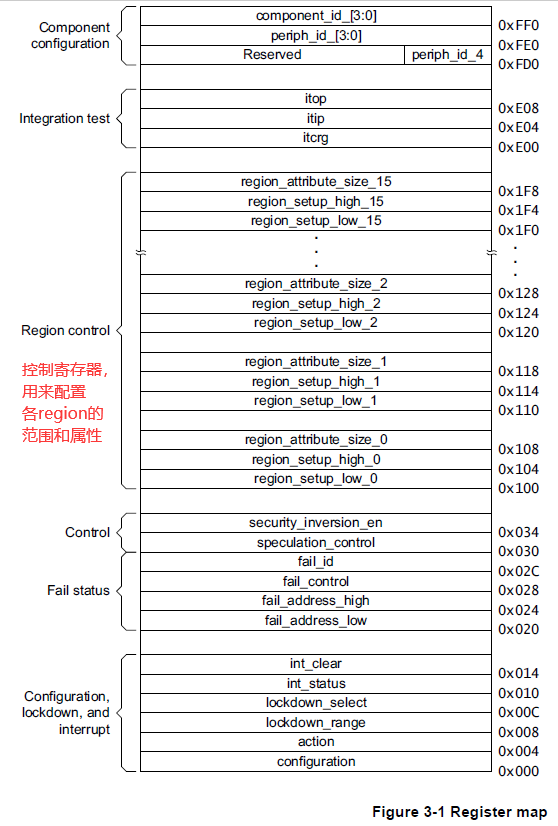 Component
configuration
component_id_[3:0]
0xFF0
periph_id_[3:0]
0xFE0
Reserved periph_id_4
0xFD0
Integration test
itop
0xE08
itip
0xE04
itcrg
0xE00
Region control
控制寄存器，
用来配置
各region的
范围和属性
region_attribute_size_15
0x1F8
region_setup_high_15
0x1F4
region_setup_low_15
0x1F0
region_attribute_size_2
0x128
region_setup_high_2
0x124
region_setup_low_2
0x120
region_attribute_size_1
0x118
region_setup_high_1
0x114
region_setup_low_1
0x110
region_attribute_size_0
0x108
region_setup_high_0
0x104
region_setup_low_0
0x100
Control
security_inversion_en
0x034
speculation_control
0x030
Fail status
fail_id
0x02C
fail_control
0x028
fail_address_high
0x024
fail_address_low
0x020
Configuration,
lockdown, and
interrupt
int_clear
0x014
int_status
0x010
lockdown_select
0x00C
lockdown_range
0x008
action
0x004
configuration
0x000
Figure 3-1 Register map